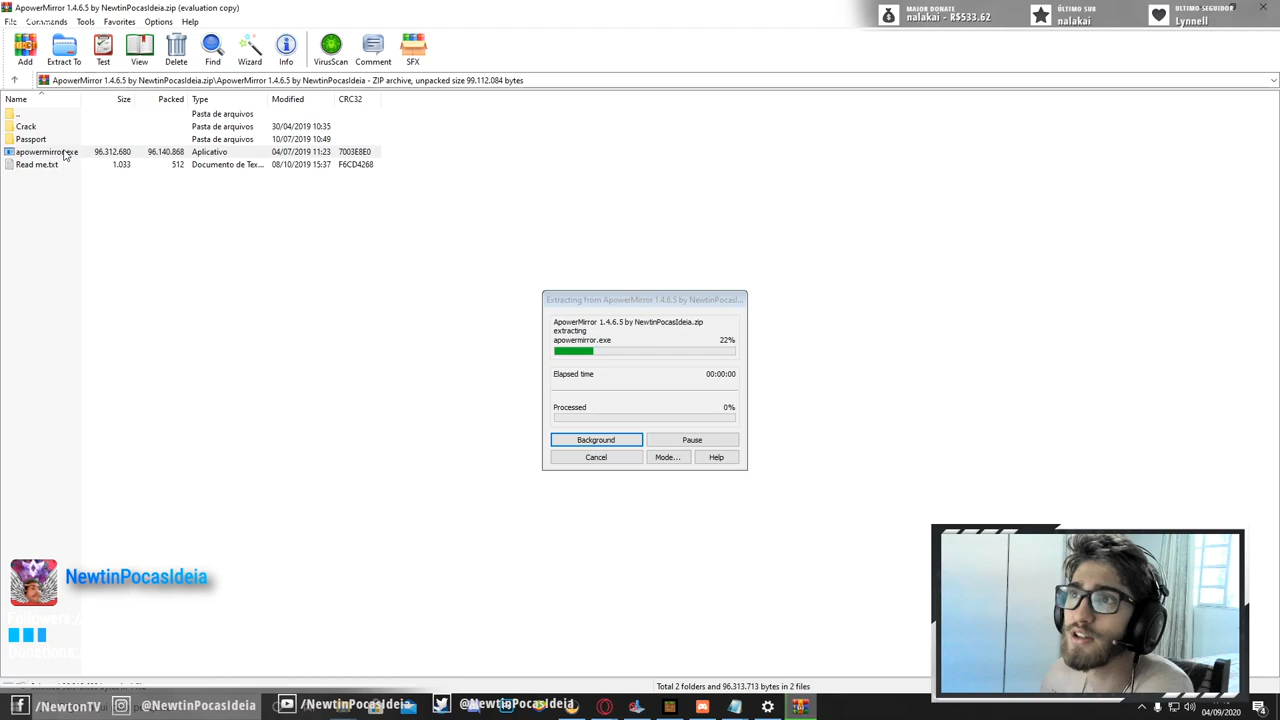 ApowerMirror 1.4.6.5 by NewtinPocasIdeia.zip (evaluation copy)
File Commands Tools Favorites Options Help
MAIOR DONATE
nalakai - R$533.62
ÚLTIMO SUB
nalakai
ÚLTIMO SEGUIDOR
Lynnell
Add Extract To Test View Delete Find Wizard Info VirusScan Comment SFX
ApowerMirror 1.4.6.5 by NewtinPocasIdeia.zip\ApowerMirror 1.4.6.5 by NewtinPocasIdeia - ZIP archive, unpacked size 99.112.084 bytes
Name Size Packed Type Modified CRC32
.. Pasta de arquivos
Crack Pasta de arquivos 30/04/2019 10:35
Passport Pasta de arquivos 10/07/2019 10:49
apowermirror.exe 96.312.680 96.140.868 Aplicativo 04/07/2019 11:23 7003E8E0
Read me.txt 1.033 512 Documento de Tex... 08/10/2019 15:37 F6CD4268
Extracting from ApowerMirror 1.4.6.5 by NewtinPocasI...
ApowerMirror 1.4.6.5 by NewtinPocasIdeia.zip
extracting
apowermirror.exe 22%
Elapsed time 00:00:00
Processed 0%
Background Pause
Cancel Mode... Help
NewtinPocasIdeia
Followers:/
Donations:/
Total 2 folders and 96.313.713 bytes in 2 files
/NewtonTV @NewtinPocasIdeia @NewtinPocasIdeia
04/09/2020